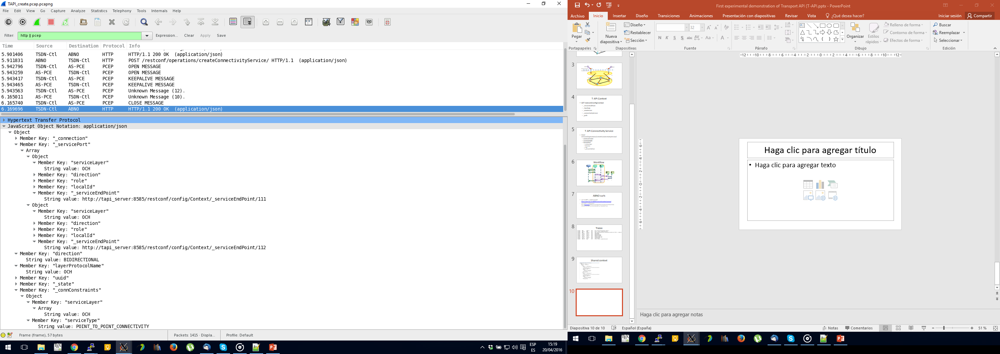 TAPI_create.pcap.pcapng
File Edit View Go Capture Analyze Statistics Telephony Tools Internals Help
Filter: http || pcep Expression... Clear Apply Save
Time Source Destination Protocol Info
5.901406 TSDN-Ctl ABNO HTTP HTTP/1.1 200 OK (application/json)
5.911831 ABNO TSDN-Ctl HTTP POST /restconf/operations/createConnectivityService/ HTTP/1.1 (application/json)
5.942796 TSDN-Ctl AS-PCE PCEP OPEN MESSAGE
5.943259 AS-PCE TSDN-Ctl PCEP OPEN MESSAGE
5.943417 TSDN-Ctl AS-PCE PCEP KEEPALIVE MESSAGE
5.943465 AS-PCE TSDN-Ctl PCEP KEEPALIVE MESSAGE
5.943563 TSDN-Ctl AS-PCE PCEP Unknown Message (12).
6.165011 AS-PCE TSDN-Ctl PCEP Unknown Message (10).
6.165740 TSDN-Ctl AS-PCE PCEP CLOSE MESSAGE
6.169696 TSDN-Ctl ABNO HTTP HTTP/1.1 200 OK (application/json)
Hypertext Transfer Protocol
JavaScript Object Notation: application/json
Object
Member Key: "_connection"
Member Key: "_servicePort"
Array
Object
Member Key: "serviceLayer"
String value: OCH
Member Key: "direction"
Member Key: "role"
Member Key: "localId"
Member Key: "_serviceEndPoint"
String value: http://tapi_server:8585/restconf/config/Context/_serviceEndPoint/111
Object
Member Key: "serviceLayer"
String value: OCH
Member Key: "direction"
Member Key: "role"
Member Key: "localId"
Member Key: "_serviceEndPoint"
String value: http://tapi_server:8585/restconf/config/Context/_serviceEndPoint/112
Member Key: "direction"
String value: BIDIRECTIONAL
Member Key: "layerProtocolName"
String value: OCH
Member Key: "uuid"
Member Key: "_state"
Member Key: "_connConstraints"
Object
Member Key: "serviceLayer"
Array
String value: OCH
Member Key: "serviceType"
String value: POINT_TO_POINT_CONNECTIVITY
Frame (frame), 57 bytes Packets: 1415 · Displa... Profile: Default
ESP
ES
15:19
20/04/2016
First experimental demonstration of Transport API (T-API.pptx - PowerPoint
Archivo Inicio Insertar Diseño Transiciones Animaciones Presentación con diapositivas Revisar Vista ¿Qué desea hacer? Iniciar sesión Compartir
Pegar
Portapapeles
Nueva
diapositiva
Diseño
Restablecer
Sección
Diapositivas
32
N K S S abc AV Aa A
Fuente
Párrafo
Organizar
Estilos
rápidos
Relleno de forma
Contorno de forma
Efectos de forma
Dibujo
Buscar
Reemplazar
Seleccionar
Edición
3
4
T-API Context
5
T-API Connectivity Service
6
Workflow
7
ABNO curls
8
Trazas
9
Shared context
10
Haga clic para agregar título
• Haga clic para agregar texto
Haga clic para agregar notas
Diapositiva 10 de 10 Español (España) Notas Comentarios 51 %